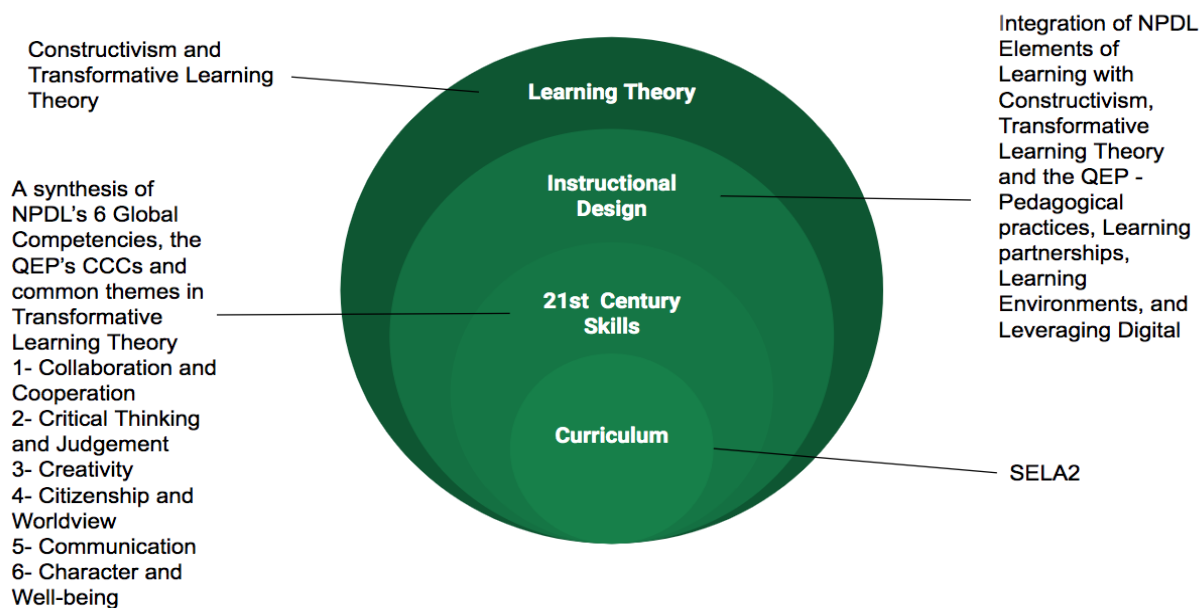 Constructivism and
Transformative Learning
Theory
A synthesis of
NPDL’s 6 Global
Competencies, the
QEP’s CCCs and
common themes in
Transformative
Learning Theory
1- Collaboration and
Cooperation
2- Critical Thinking
and Judgement
3- Creativity
4- Citizenship and
Worldview
5- Communication
6- Character and
Well-being
Learning Theory
Instructional
Design
21st Century
Skills
Curriculum
Integration of NPDL
Elements of
Learning with
Constructivism,
Transformative
Learning Theory
and the QEP -
Pedagogical
practices, Learning
partnerships,
Learning
Environments, and
Leveraging Digital
SELA2